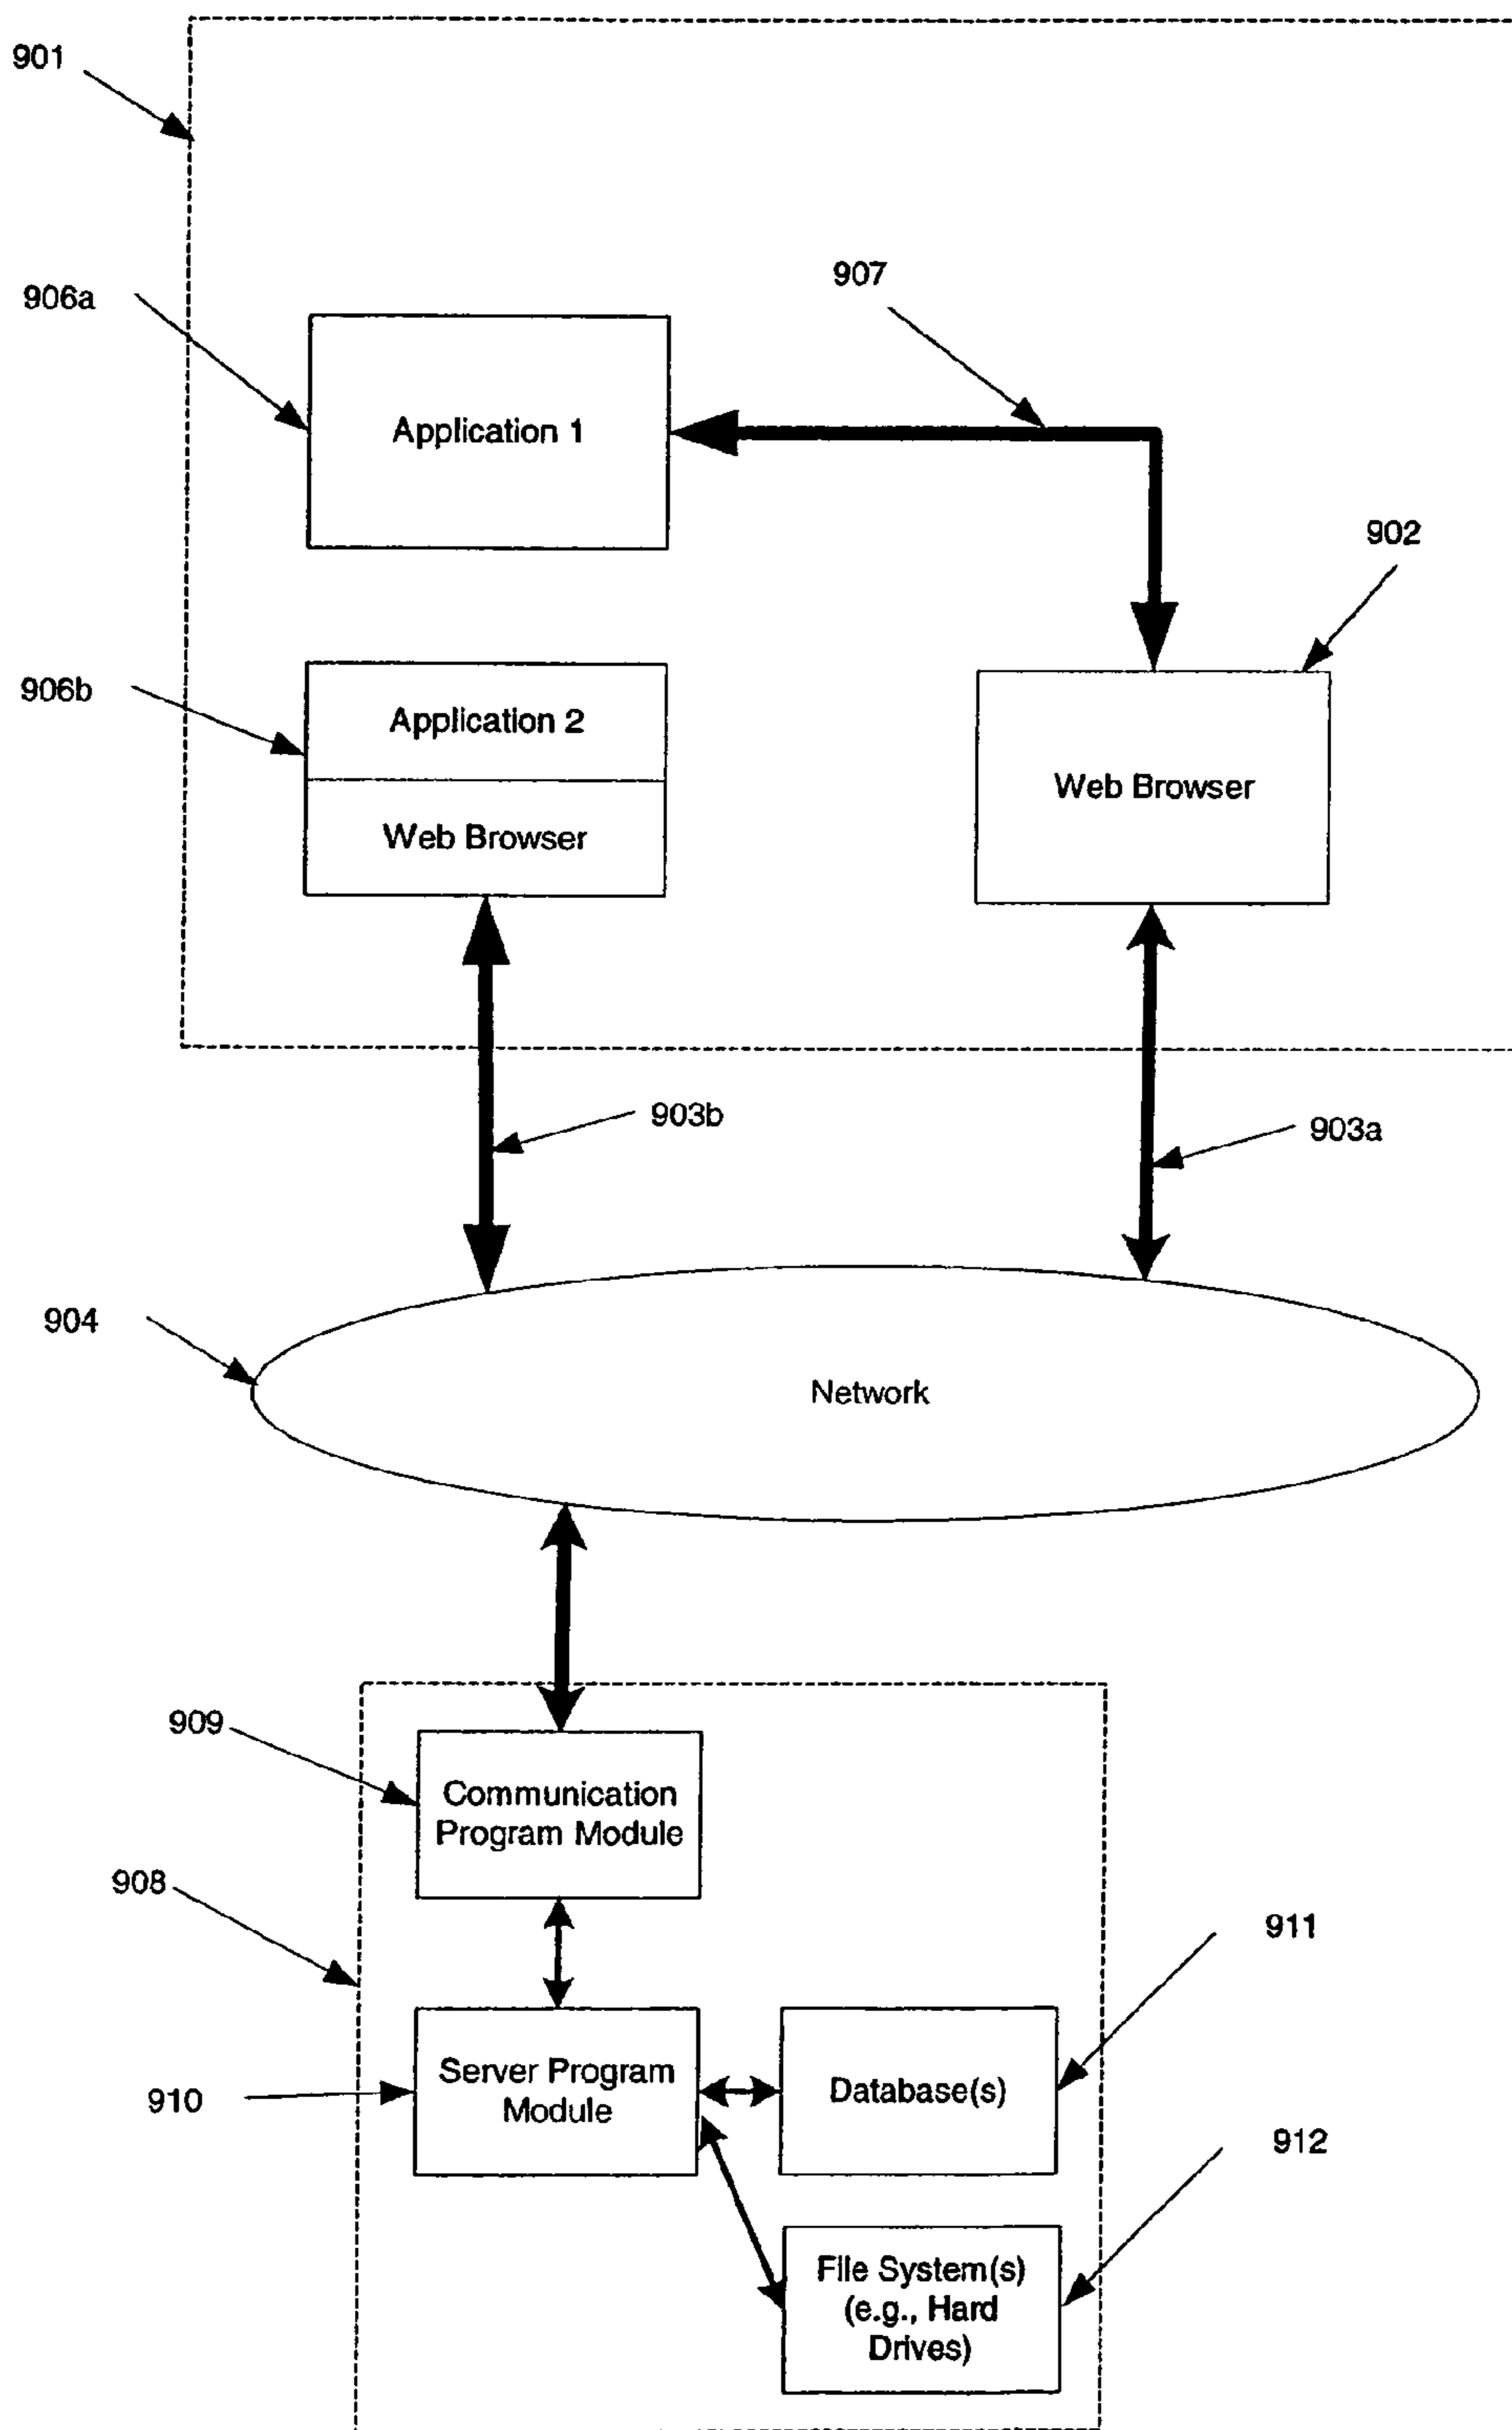 901
906a
907
Application 1
902
906b
Application 2
Web Browser
Web Browser
903b
903a
904
Network
909
Communication
Program Module
908
911
Server Program
Module
910
Database(s)
912
File System(s)
(e.g., Hard
Drives)